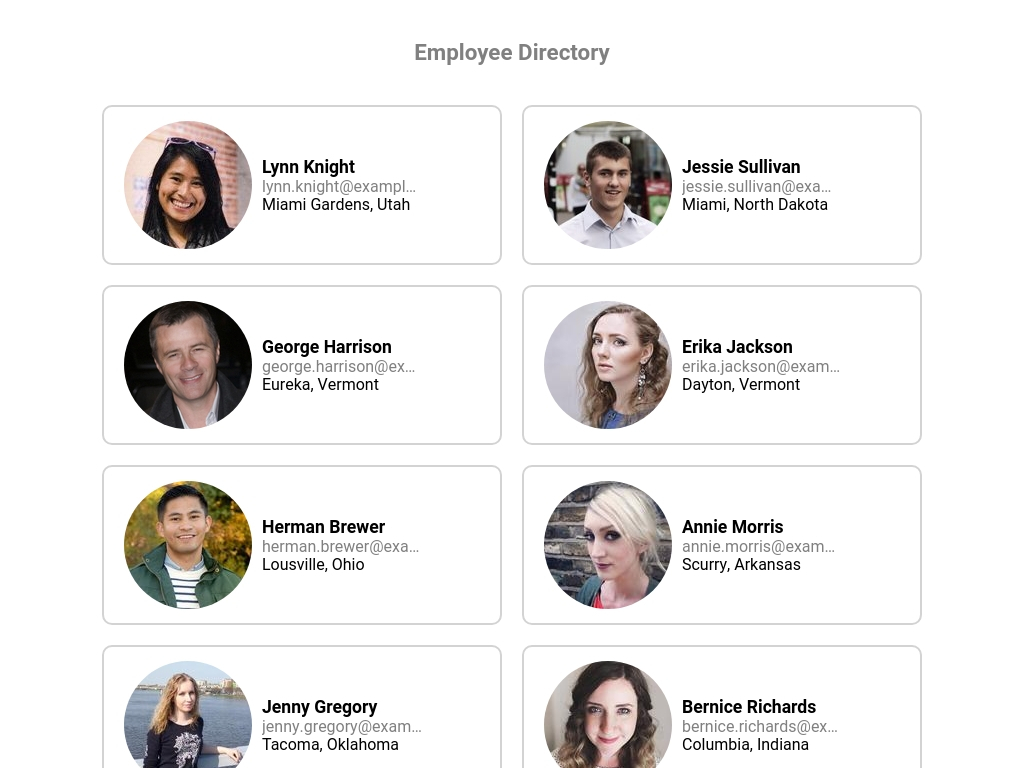 Employee Directory
Lynn Knight
lynn.knight@exampl…
Miami Gardens, Utah
Jessie Sullivan
jessie.sullivan@exa…
Miami, North Dakota
George Harrison
george.harrison@ex…
Eureka, Vermont
Erika Jackson
erika.jackson@exam…
Dayton, Vermont
Herman Brewer
herman.brewer@exa…
Lousville, Ohio
Annie Morris
annie.morris@exam…
Scurry, Arkansas
Jenny Gregory
jenny.gregory@exam…
Tacoma, Oklahoma
Bernice Richards
bernice.richards@ex…
Columbia, Indiana